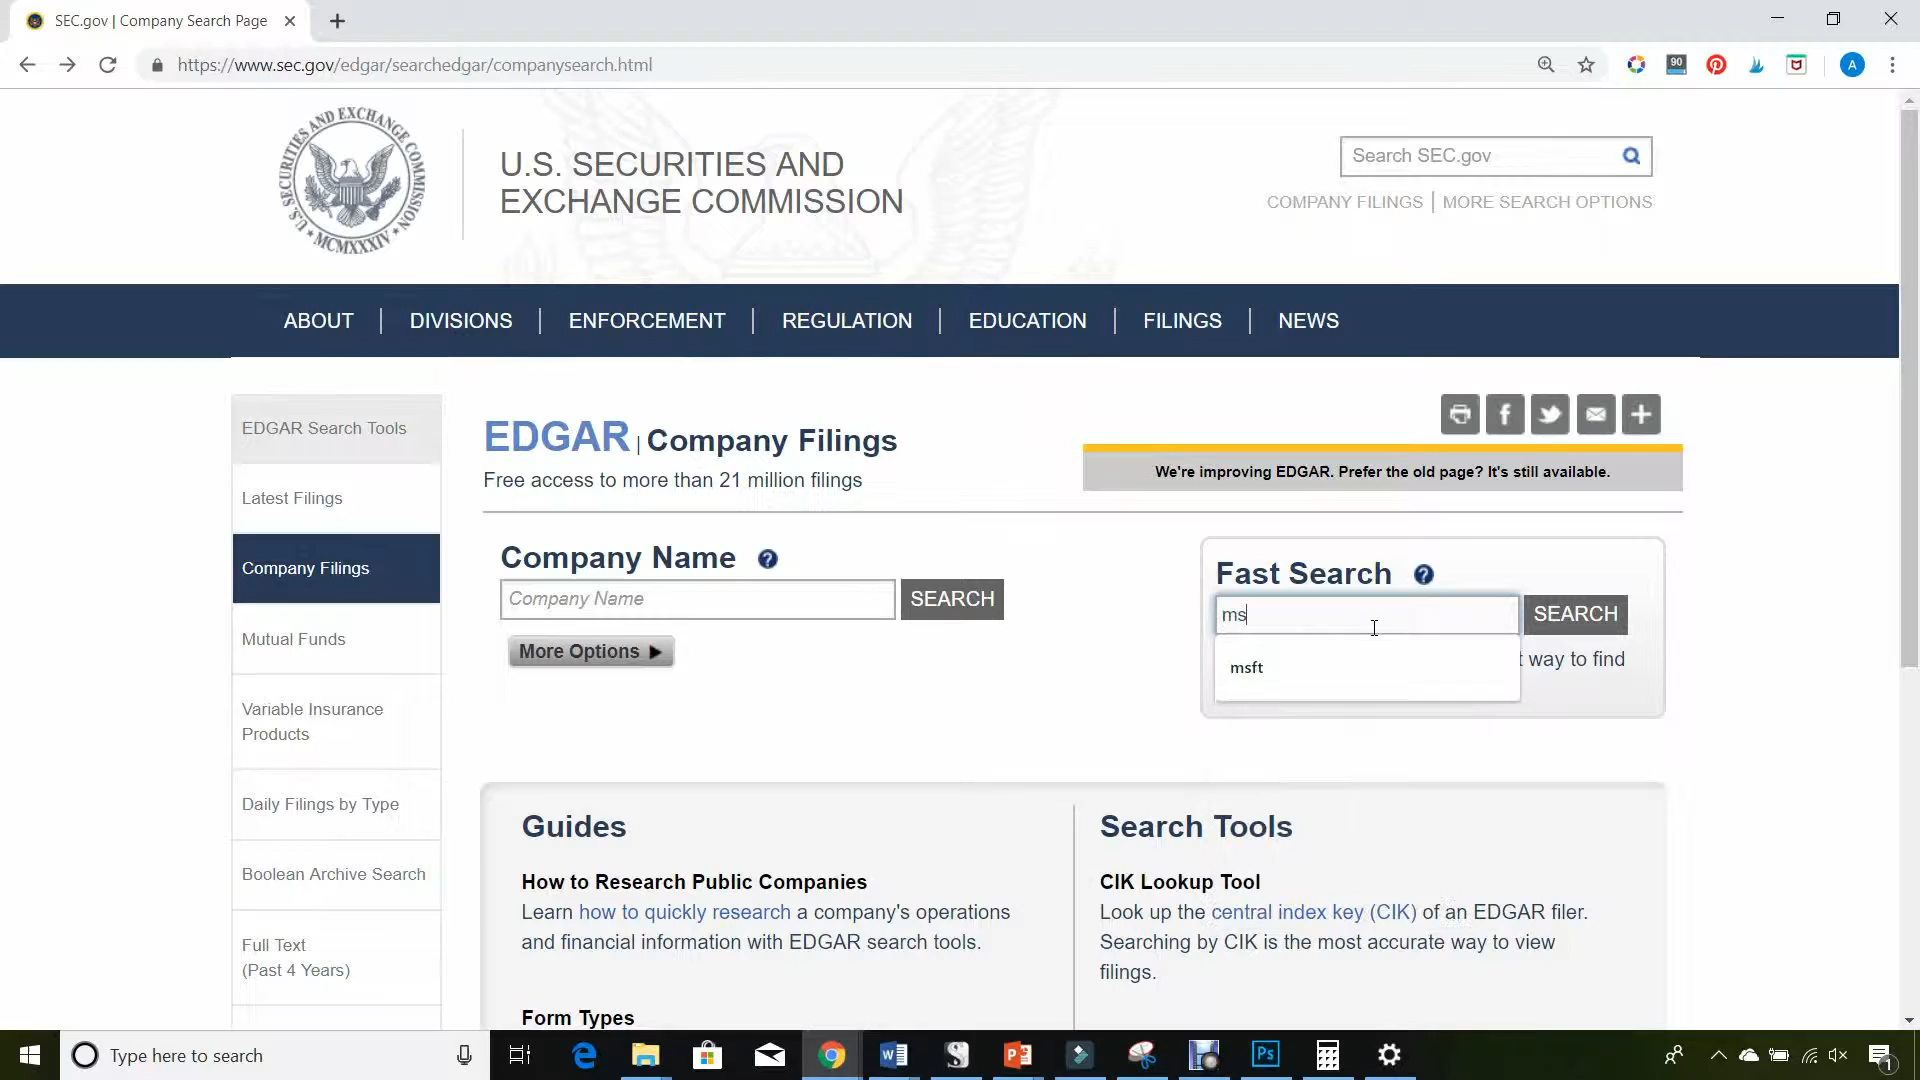 SEC.gov | Company Search Page
https://www.sec.gov/edgar/searchedgar/companysearch.html
90
A
U.S. SECURITIES AND EXCHANGE COMMISSION
MCMXXXIV
U.S. SECURITIES AND
EXCHANGE COMMISSION
Search SEC.gov
COMPANY FILINGS | MORE SEARCH OPTIONS
ABOUT | DIVISIONS | ENFORCEMENT | REGULATION | EDUCATION | FILINGS | NEWS
EDGAR Search Tools
Latest Filings
Company Filings
Mutual Funds
Variable Insurance
Products
Daily Filings by Type
Boolean Archive Search
Full Text
(Past 4 Years)
EDGAR | Company Filings
Free access to more than 21 million filings
We're improving EDGAR. Prefer the old page? It's still available.
Company Name ?
Company Name
SEARCH
More Options
Fast Search ?
ms
SEARCH
msft
t way to find
Guides
How to Research Public Companies
Learn how to quickly research a company's operations
and financial information with EDGAR search tools.
Form Types
Search Tools
CIK Lookup Tool
Look up the central index key (CIK) of an EDGAR filer.
Searching by CIK is the most accurate way to view
filings.
Type here to search
1